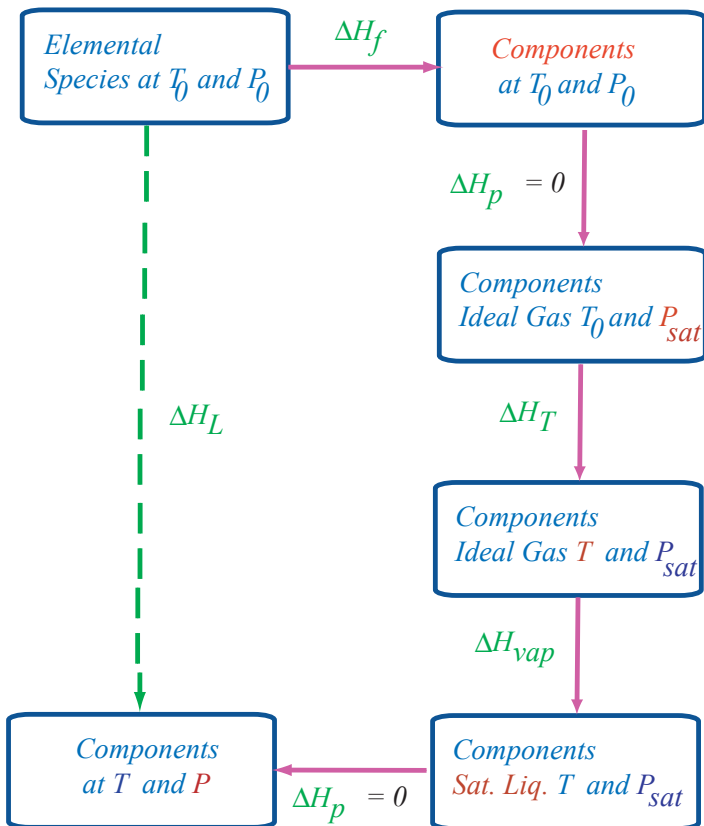 Elemental
Species at T0 and P0
ΔHf
Components
at T0 and P0
ΔHp = 0
Components
Ideal Gas T0 and Psat
ΔHL
ΔHT
Components
Ideal Gas T and Psat
ΔHvap
Components
at T and P
ΔHp = 0
Components
Sat. Liq. T and Psat